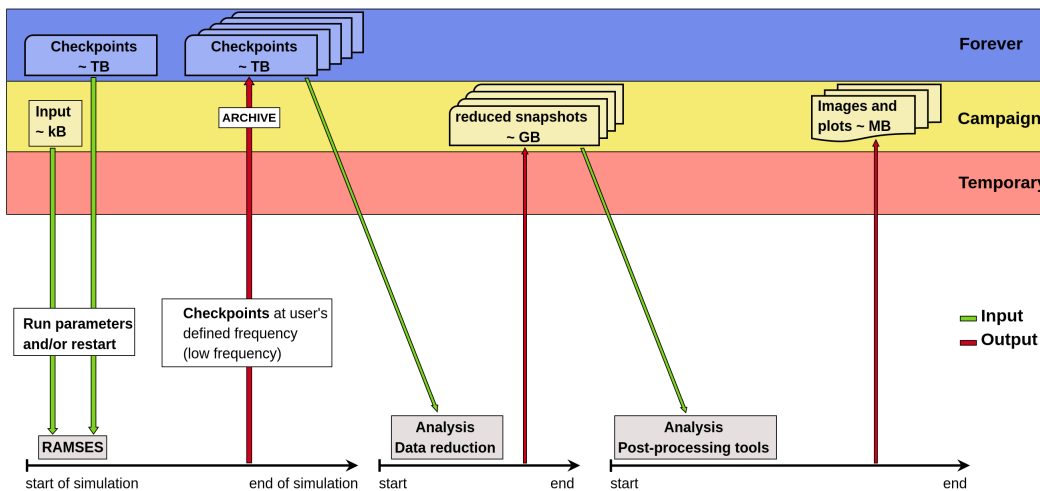 Forever
Checkpoints
~ TB
Checkpoints
~ TB
Campaign
Input
~ kB
ARCHIVE
reduced snapshots
~ GB
Images and
plots ~ MB
Temporary
Run parameters
and/or restart
Checkpoints at user's
defined frequency
(low frequency)
Input
Output
RAMSES
Analysis
Data reduction
Analysis
Post-processing tools
start of simulation
end of simulation
start
end
start
end